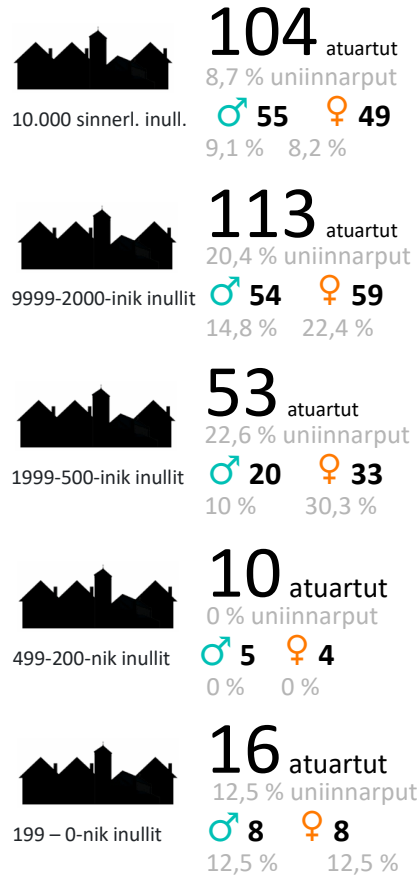 104 atuartut
8,7 % uniinnarput
10.000 sinnerl. inull.
♂ 55 ♀ 49
9,1 % 8,2 %
113 atuartut
20,4 % uniinnarput
9999-2000-inik inullit
♂ 54 ♀ 59
14,8 % 22,4 %
53 atuartut
22,6 % uniinnarput
1999-500-inik inullit
♂ 20 ♀ 33
10 % 30,3 %
10 atuartut
0 % uniinnarput
499-200-nik inullit
♂ 5 ♀ 4
0 % 0 %
16 atuartut
12,5 % uniinnarput
199 – 0-nik inullit
♂ 8 ♀ 8
12,5 % 12,5 %